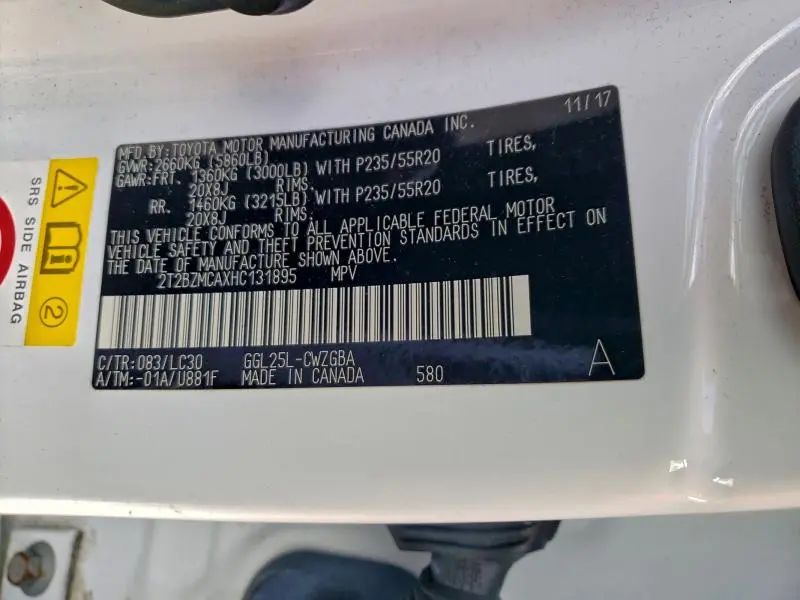 11/17
MFD.BY:TOYOTA MOTOR MANUFACTURING CANADA INC.
GVWR:2660KG (5860LB)
GAWR:FRT. 1360KG (3000LB) WITH P235/55R20 TIRES,
20X8J RIMS.
RR. 1460KG (3215LB) WITH P235/55R20 TIRES,
20X8J RIMS.
THIS VEHICLE CONFORMS TO ALL APPLICABLE FEDERAL MOTOR
VEHICLE SAFETY AND THEFT PREVENTION STANDARDS IN EFFECT ON
THE DATE OF MANUFACTURE SHOWN ABOVE.
2T2BZMCAXHC131895 MPV
C/TR:083/LC30 GGL25L-CWZGBA
A/TM:-01A/U881F MADE IN CANADA 580 A
SRS SIDE AIRBAG
2